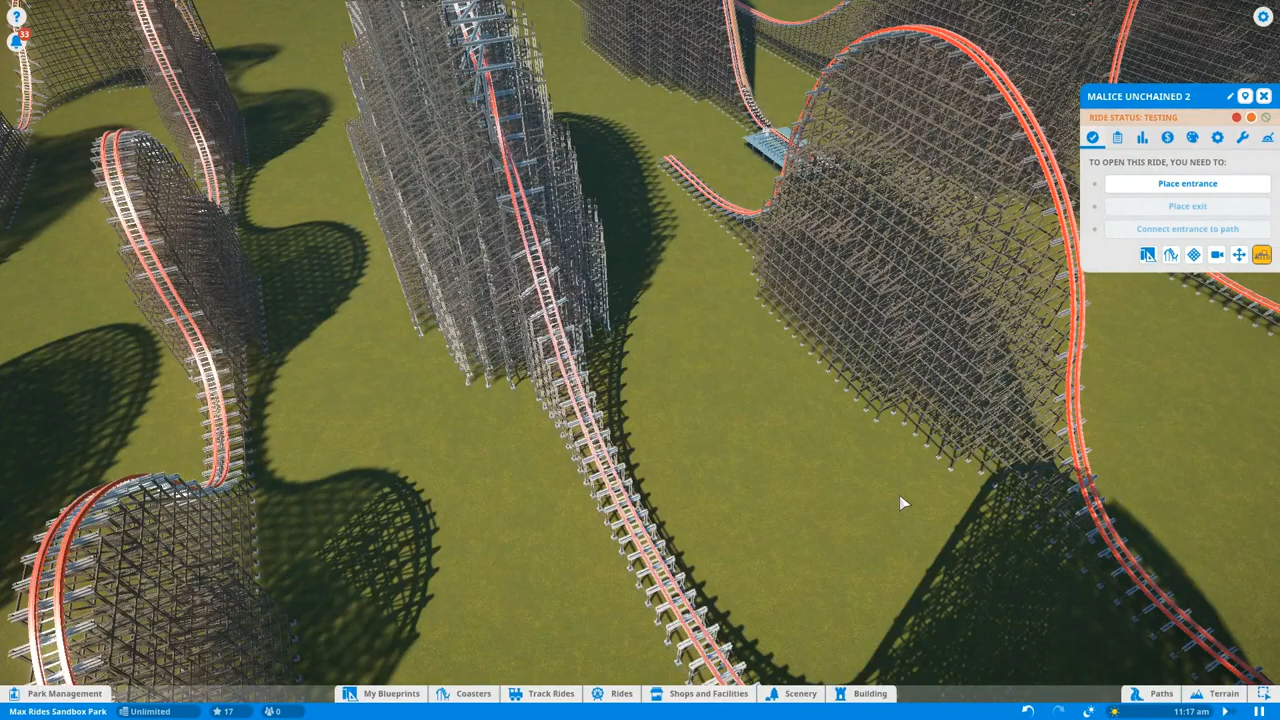 ?
33
MALICE UNCHAINED 2
RIDE STATUS: TESTING
TO OPEN THIS RIDE, YOU NEED TO:
Place entrance
Place exit
Connect entrance to path
Park Management
My Blueprints
Coasters
Track Rides
Rides
Shops and Facilities
Scenery
Building
Paths
Terrain
Max Rides Sandbox Park
Unlimited
17
0
11:17 am